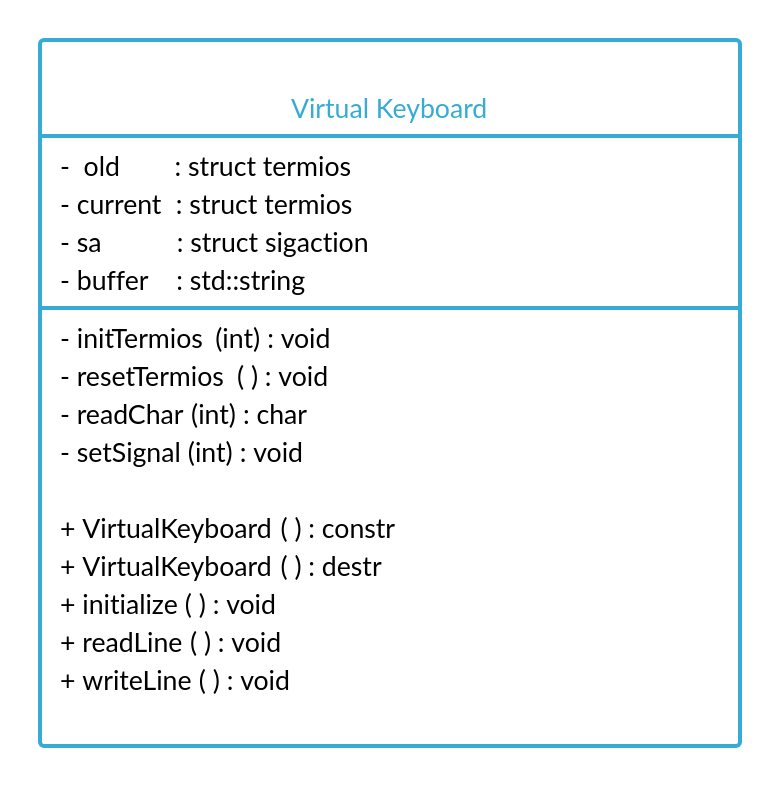 Virtual Keyboard
- old : struct termios
- current : struct termios
- sa : struct sigaction
- buffer : std::string
- initTermios (int) : void
- resetTermios ( ) : void
- readChar (int) : char
- setSignal (int) : void
+ VirtualKeyboard ( ) : constr
+ VirtualKeyboard ( ) : destr
+ initialize ( ) : void
+ readLine ( ) : void
+ writeLine ( ) : void